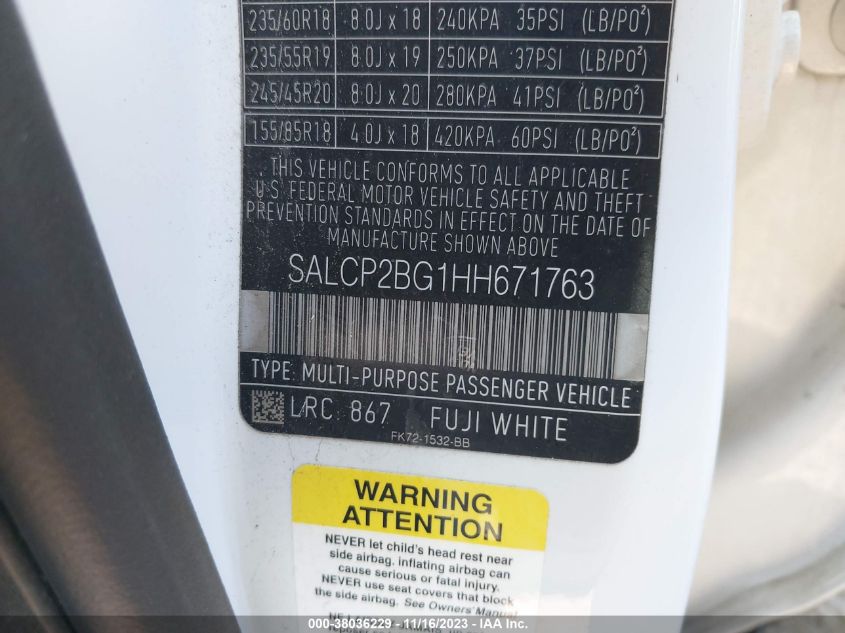 235/60R18 8.0J x 18 240KPA 35PSI (LB/PO²)
235/55R19 8.0J x 19 250KPA 37PSI (LB/PO²)
245/45R20 8.0J x 20 280KPA 41PSI (LB/PO²)
155/85R18 4.0J x 18 420KPA 60PSI (LB/PO²)
THIS VEHICLE CONFORMS TO ALL APPLICABLE
U.S. FEDERAL MOTOR VEHICLE SAFETY AND THEFT
PREVENTION STANDARDS IN EFFECT ON THE DATE OF
MANUFACTURE SHOWN ABOVE
SALCP2BG1HH671763
TYPE: MULTI-PURPOSE PASSENGER VEHICLE
LRC: 867 FUJI WHITE
FK72-1532-BB
WARNING
ATTENTION
NEVER let child's head rest near
side airbag. inflating airbag can
cause serious or fatal injury.
NEVER use seat covers that block
the side airbag. See Owners' Manual.
000-38036229 - 11/16/2023 -